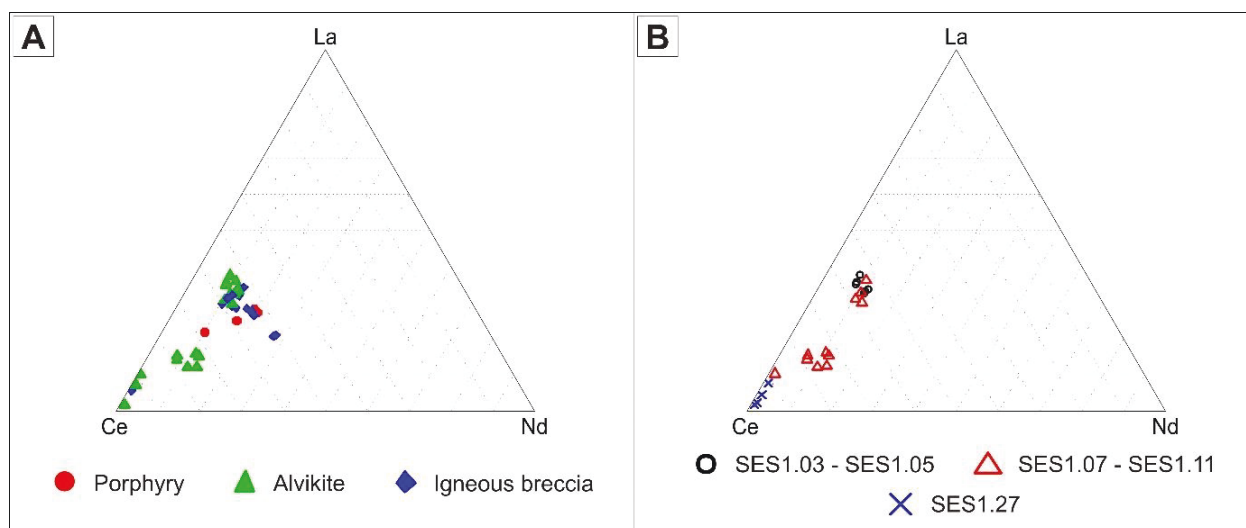 A
La
Ce
Nd
Porphyry
Alvikite
Igneous breccia
B
La
Ce
Nd
SES1.03 - SES1.05
SES1.07 - SES1.11
SES1.27